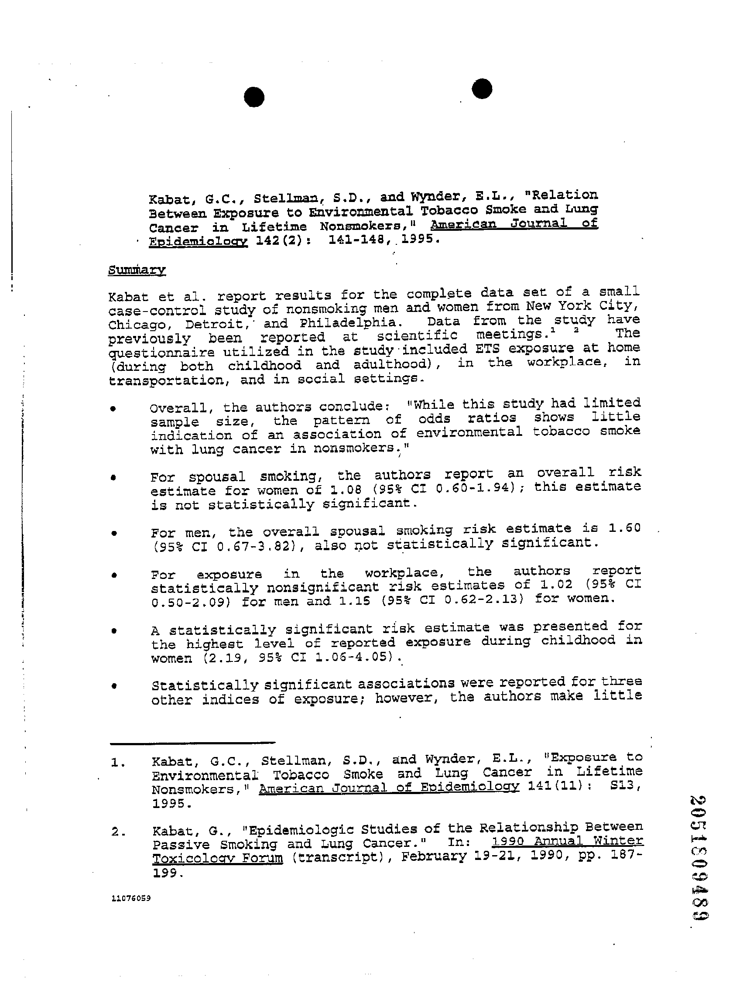 Kabat, G.C., Stellman, S.D., and Wynder, E.L., "Relation
Between Exposure to Environmental Tobacco Smoke and Lung
Cancer in Lifetime Nonsmokers," American Journal of
Epidemiology 142(2): 141-148, 1995.
Summary
Kabat et al. report results for the complete data set of a small
case-control study of nonsmoking men and women from New York City,
Chicago, Detroit, and Philadelphia. Data from the study have
previously been reported at scientific meetings.¹ ² The
questionnaire utilized in the study included ETS exposure at home
(during both childhood and adulthood), in the workplace, in
transportation, and in social settings.
• Overall, the authors conclude: "While this study had limited
sample size, the pattern of odds ratios shows little
indication of an association of environmental tobacco smoke
with lung cancer in nonsmokers."
• For spousal smoking, the authors report an overall risk
estimate for women of 1.08 (95% CI 0.60-1.94); this estimate
is not statistically significant.
• For men, the overall spousal smoking risk estimate is 1.60
(95% CI 0.67-3.82), also not statistically significant.
• For exposure in the workplace, the authors report
statistically nonsignificant risk estimates of 1.02 (95% CI
0.50-2.09) for men and 1.15 (95% CI 0.62-2.13) for women.
• A statistically significant risk estimate was presented for
the highest level of reported exposure during childhood in
women (2.19, 95% CI 1.06-4.05).
• Statistically significant associations were reported for three
other indices of exposure; however, the authors make little
1. Kabat, G.C., Stellman, S.D., and Wynder, E.L., "Exposure to
Environmental Tobacco Smoke and Lung Cancer in Lifetime
Nonsmokers," American Journal of Epidemiology 141(11): S13,
1995.
2. Kabat, G., "Epidemiologic Studies of the Relationship Between
Passive Smoking and Lung Cancer." In: 1990 Annual Winter
Toxicology Forum (transcript), February 19-21, 1990, pp. 187-
199.
11076059
2051809489